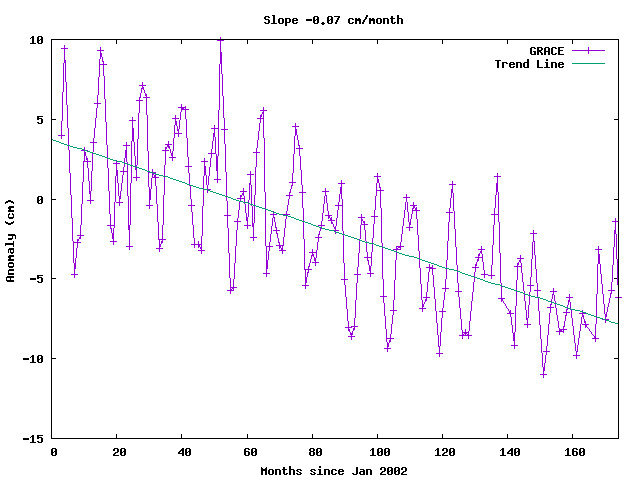 Slope -0.07 cm/month
GRACE
Trend Line
10
5
0
-5
-10
-15
Anomaly (cm)
0 20 40 60 80 100 120 140 160
Months since Jan 2002